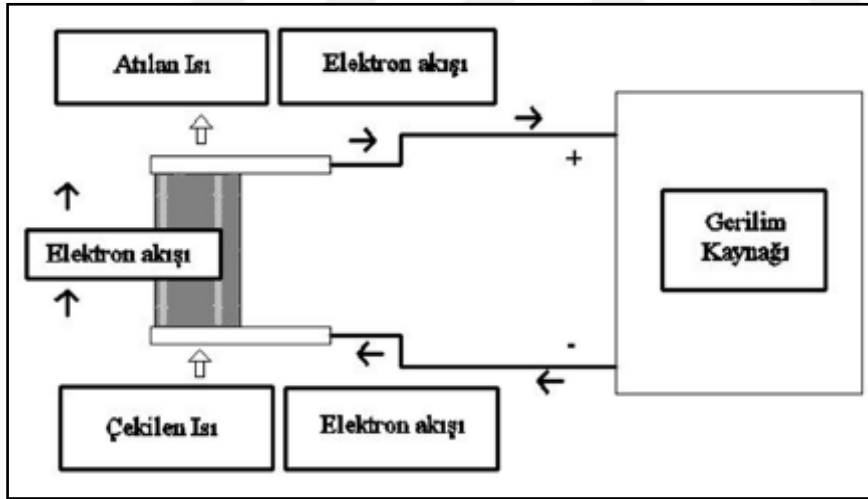 Atılan Isı
Elektron akışı
+
Gerilim
Kaynağı
Elektron akışı
-
Çekilen Isı
Elektron akışı